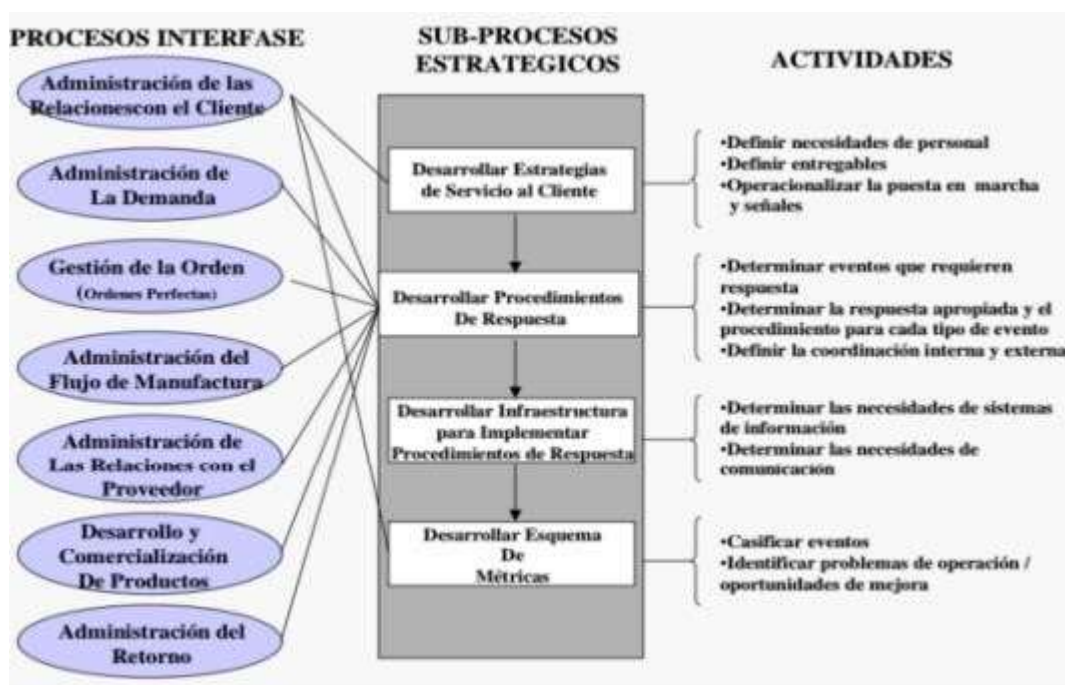 PROCESOS INTERFASE
Administración de las
Relacionescon el Cliente
Administración de
La Demanda
Gestión de la Orden
(Ordenes Perfectas)
Administración del
Flujo de Manufactura
Administración de
Las Relaciones con el
Proveedor
Desarrollo y
Comercialización
De Productos
Administración del
Retorno
SUB-PROCESOS
ESTRATEGICOS
Desarrollar Estrategias
de Servicio al Cliente
Desarrollar Procedimientos
De Respuesta
Desarrollar Infraestructura
para Implementar
Procedimientos de Respuesta
Desarrollar Esquema
De
Métricas
ACTIVIDADES
•Definir necesidades de personal
•Definir entregables
•Operacionalizar la puesta en marcha
y señales
•Determinar eventos que requieren
respuesta
•Determinar la respuesta apropiada y el
procedimiento para cada tipo de evento
•Definir la coordinación interna y externa
•Determinar las necesidades de sistemas
de información
•Determinar las necesidades de
comunicación
•Casificar eventos
•Identificar problemas de operación /
oportunidades de mejora